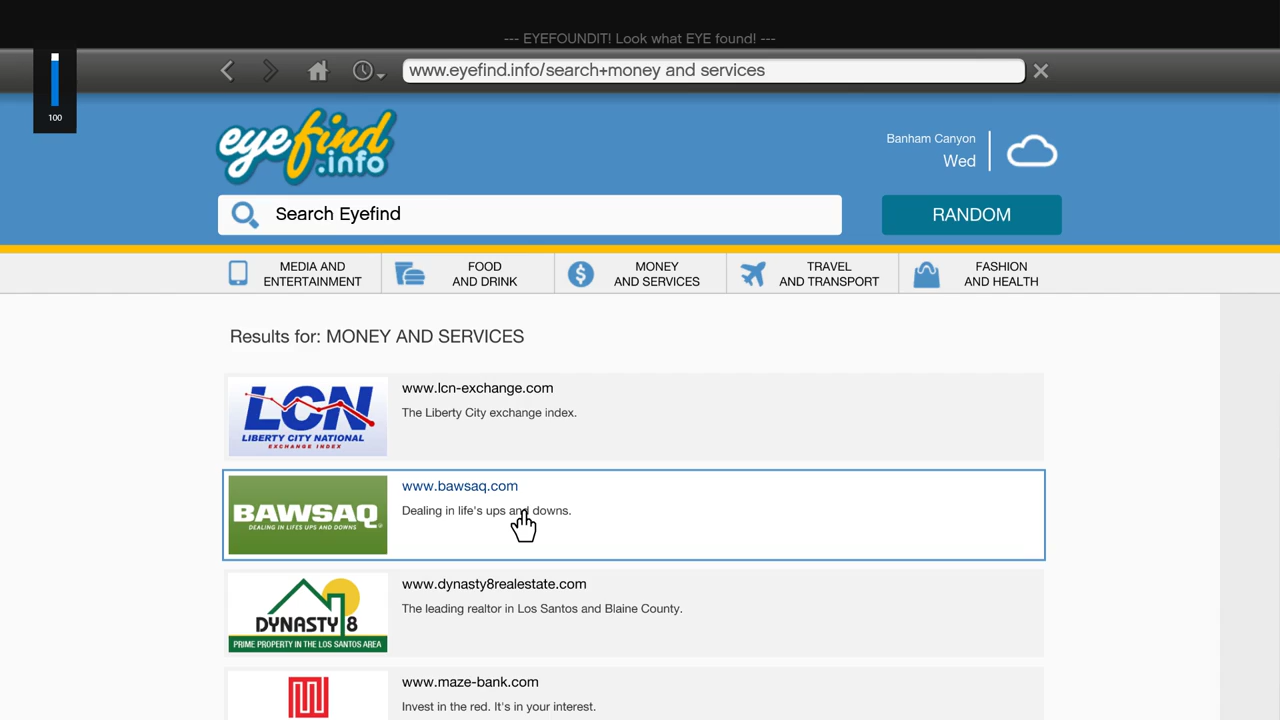 --- EYEFOUNDIT! Look what EYE found! ---
www.eyefind.info/search+money and services
100
eyefind
.info
Banham Canyon
Wed
Search Eyefind
RANDOM
MEDIA AND
ENTERTAINMENT
FOOD
AND DRINK
MONEY
AND SERVICES
TRAVEL
AND TRANSPORT
FASHION
AND HEALTH
Results for: MONEY AND SERVICES
LCN
LIBERTY CITY NATIONAL
EXCHANGE INDEX
www.lcn-exchange.com
The Liberty City exchange index.
BAWSAQ
DEALING IN LIFES UPS AND DOWNS
www.bawsaq.com
Dealing in life's ups and downs.
DYNASTY 8
PRIME PROPERTY IN THE LOS SANTOS AREA
www.dynasty8realestate.com
The leading realtor in Los Santos and Blaine County.
www.maze-bank.com
Invest in the red. It's in your interest.